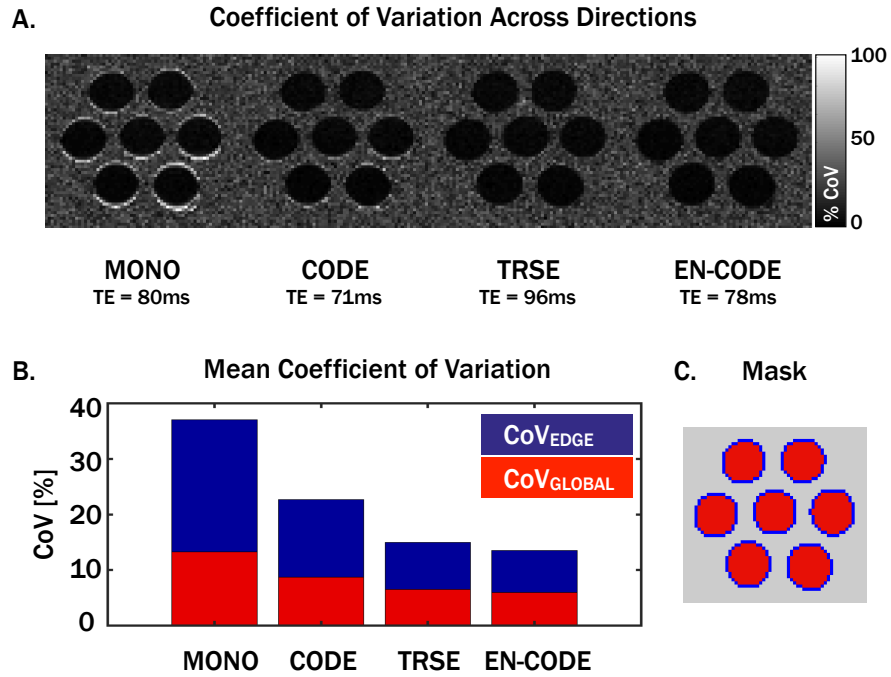 A.
Coefficient of Variation Across Directions
100
50
0
% CoV
MONO
TE = 80ms
CODE
TE = 71ms
TRSE
TE = 96ms
EN-CODE
TE = 78ms
B.
Mean Coefficient of Variation
C.
Mask
40
30
20
10
0
CoV [%]
CoVEDGE
CoVGLOBAL
MONO
CODE
TRSE
EN-CODE